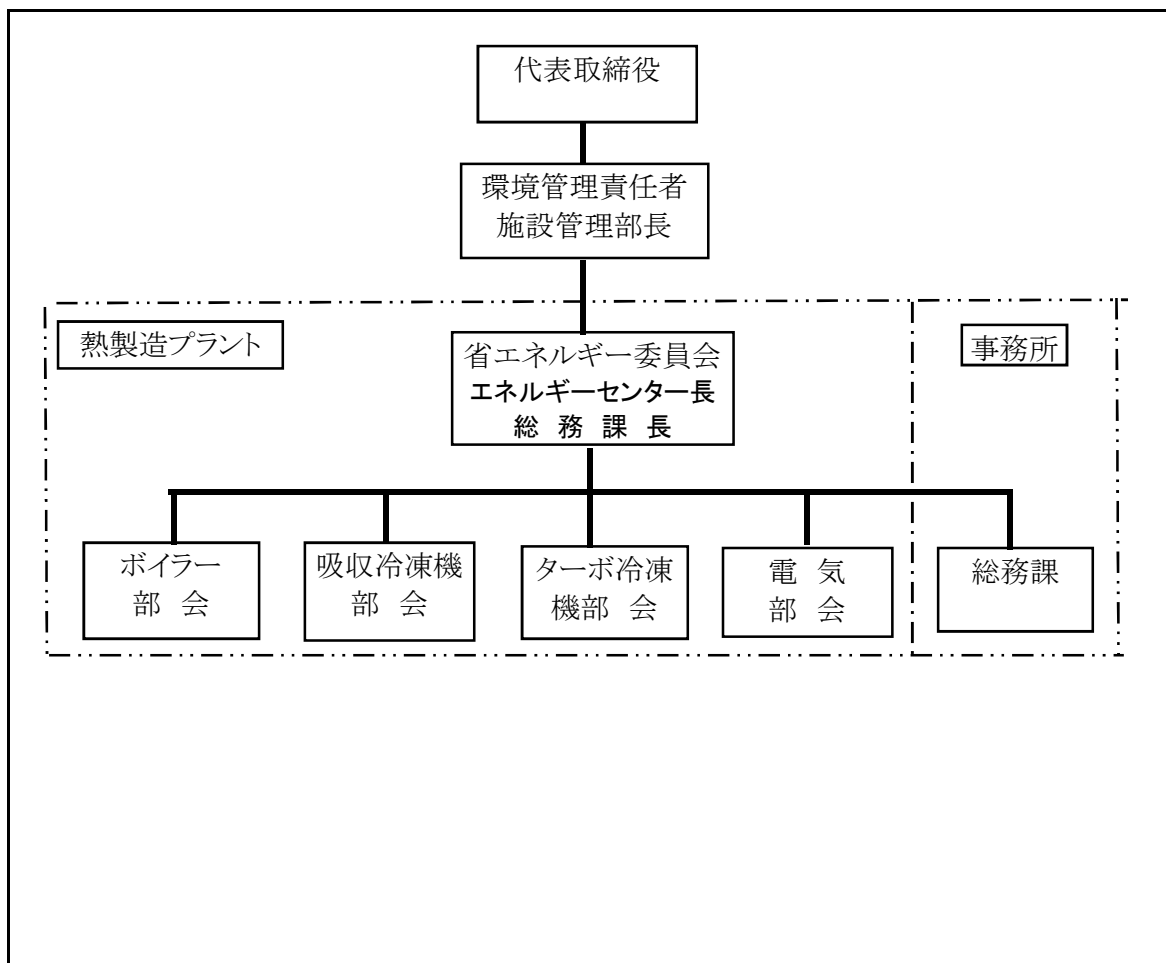 代表取締役
環境管理責任者
施設管理部長
熱製造プラント
省エネルギー委員会
エネルギーセンター長
総　務　課　長
事務所
ボイラー
部　会
吸収冷凍機
部　会
ターボ冷凍
機部　会
電　気
部　会
総務課